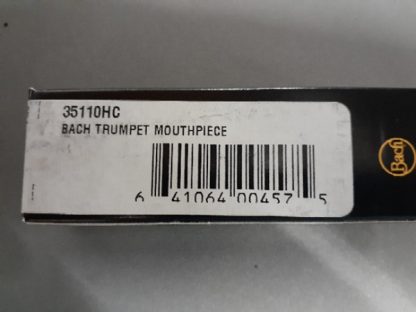 35110HC
BACH TRUMPET MOUTHPIECE
6 41064 00457 5
Bach